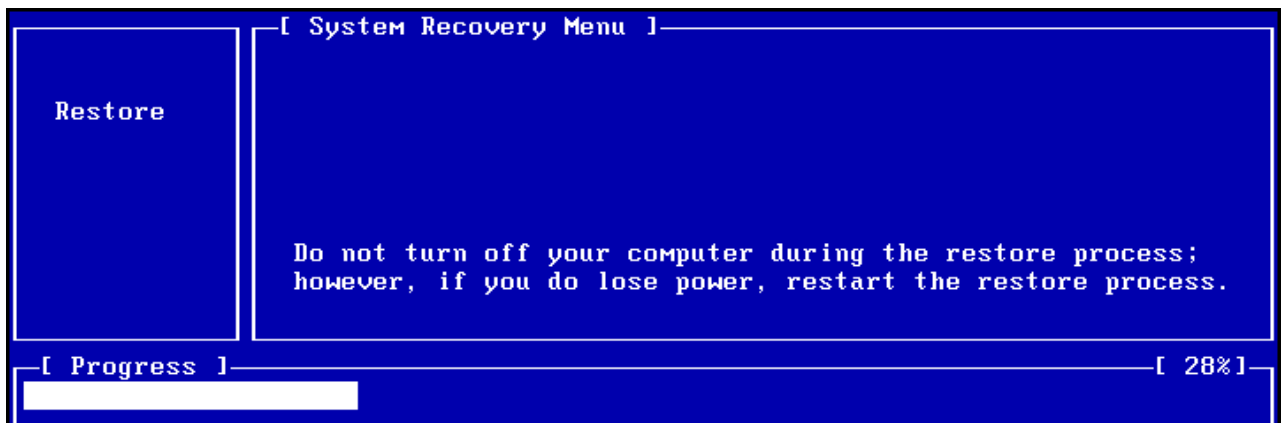 [ System Recovery Menu ]
Restore
Do not turn off your computer during the restore process;
however, if you do lose power, restart the restore process.
[ Progress ]
[ 28%]